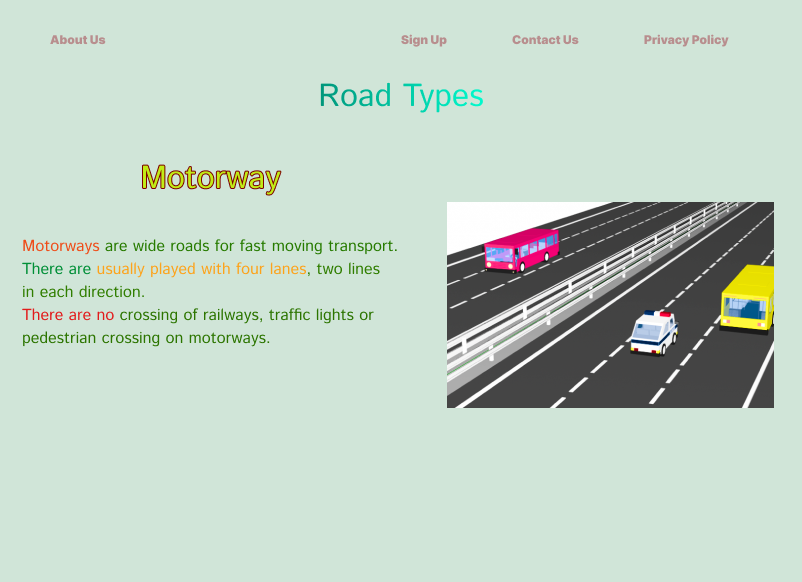 About Us Sign Up Contact Us Privacy Policy
Road Types
Motorway
Motorways are wide roads for fast moving transport.
There are usually played with four lanes, two lines
in each direction.
There are no crossing of railways, traffic lights or
pedestrian crossing on motorways.